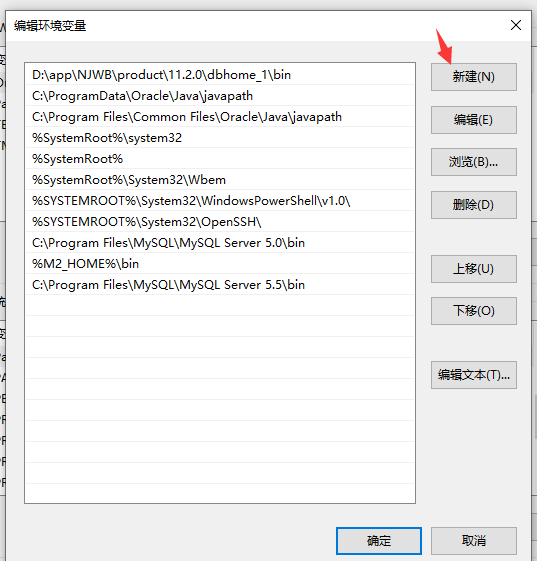 编辑环境变量
D:\app\NJWB\product\11.2.0\dbhome_1\bin
C:\ProgramData\Oracle\Java\javapath
C:\Program Files\Common Files\Oracle\Java\javapath
%SystemRoot%\system32
%SystemRoot%
%SystemRoot%\System32\Wbem
%SYSTEMROOT%\System32\WindowsPowerShell\v1.0\
%SYSTEMROOT%\System32\OpenSSH\
C:\Program Files\MySQL\MySQL Server 5.0\bin
%M2_HOME%\bin
C:\Program Files\MySQL\MySQL Server 5.5\bin
新建(N)
编辑(E)
浏览(B)...
删除(D)
上移(U)
下移(O)
编辑文本(T)...
确定
取消